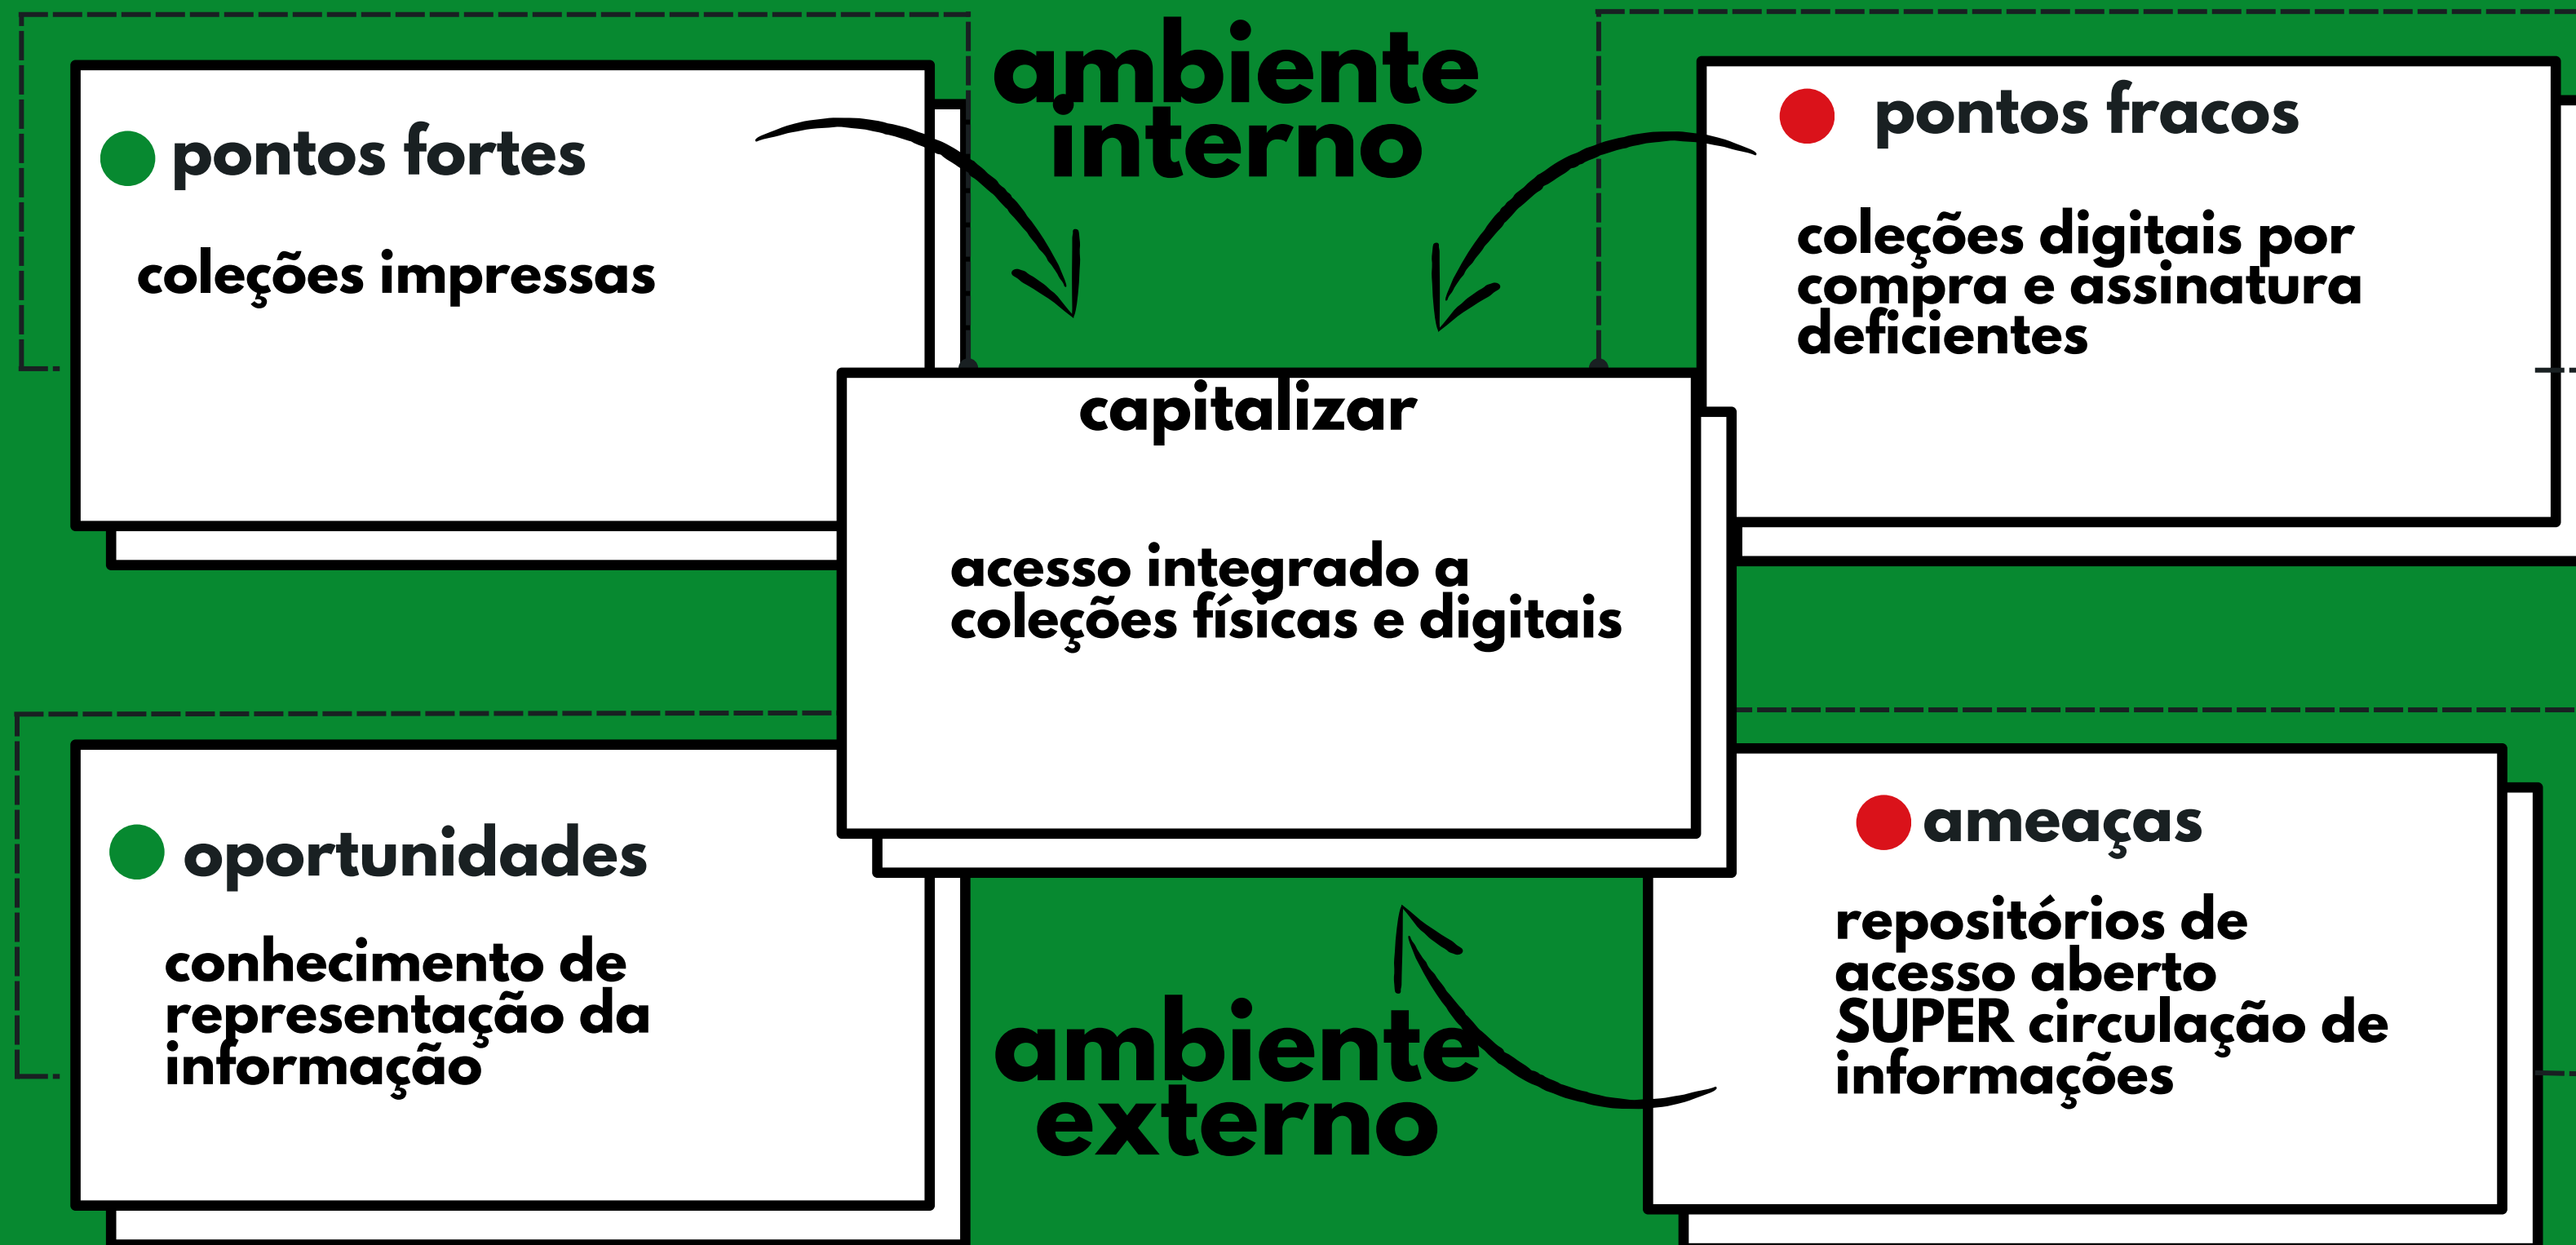 ambiente
interno
pontos fortes
coleções impressas
pontos fracos
coleções digitais por
compra e assinatura
deficientes
capitalizar
acesso integrado a
coleções físicas e digitais
oportunidades
conhecimento de
representação da
informação
ameaças
repositórios de
acesso aberto
SUPER circulação de
informações
ambiente
externo